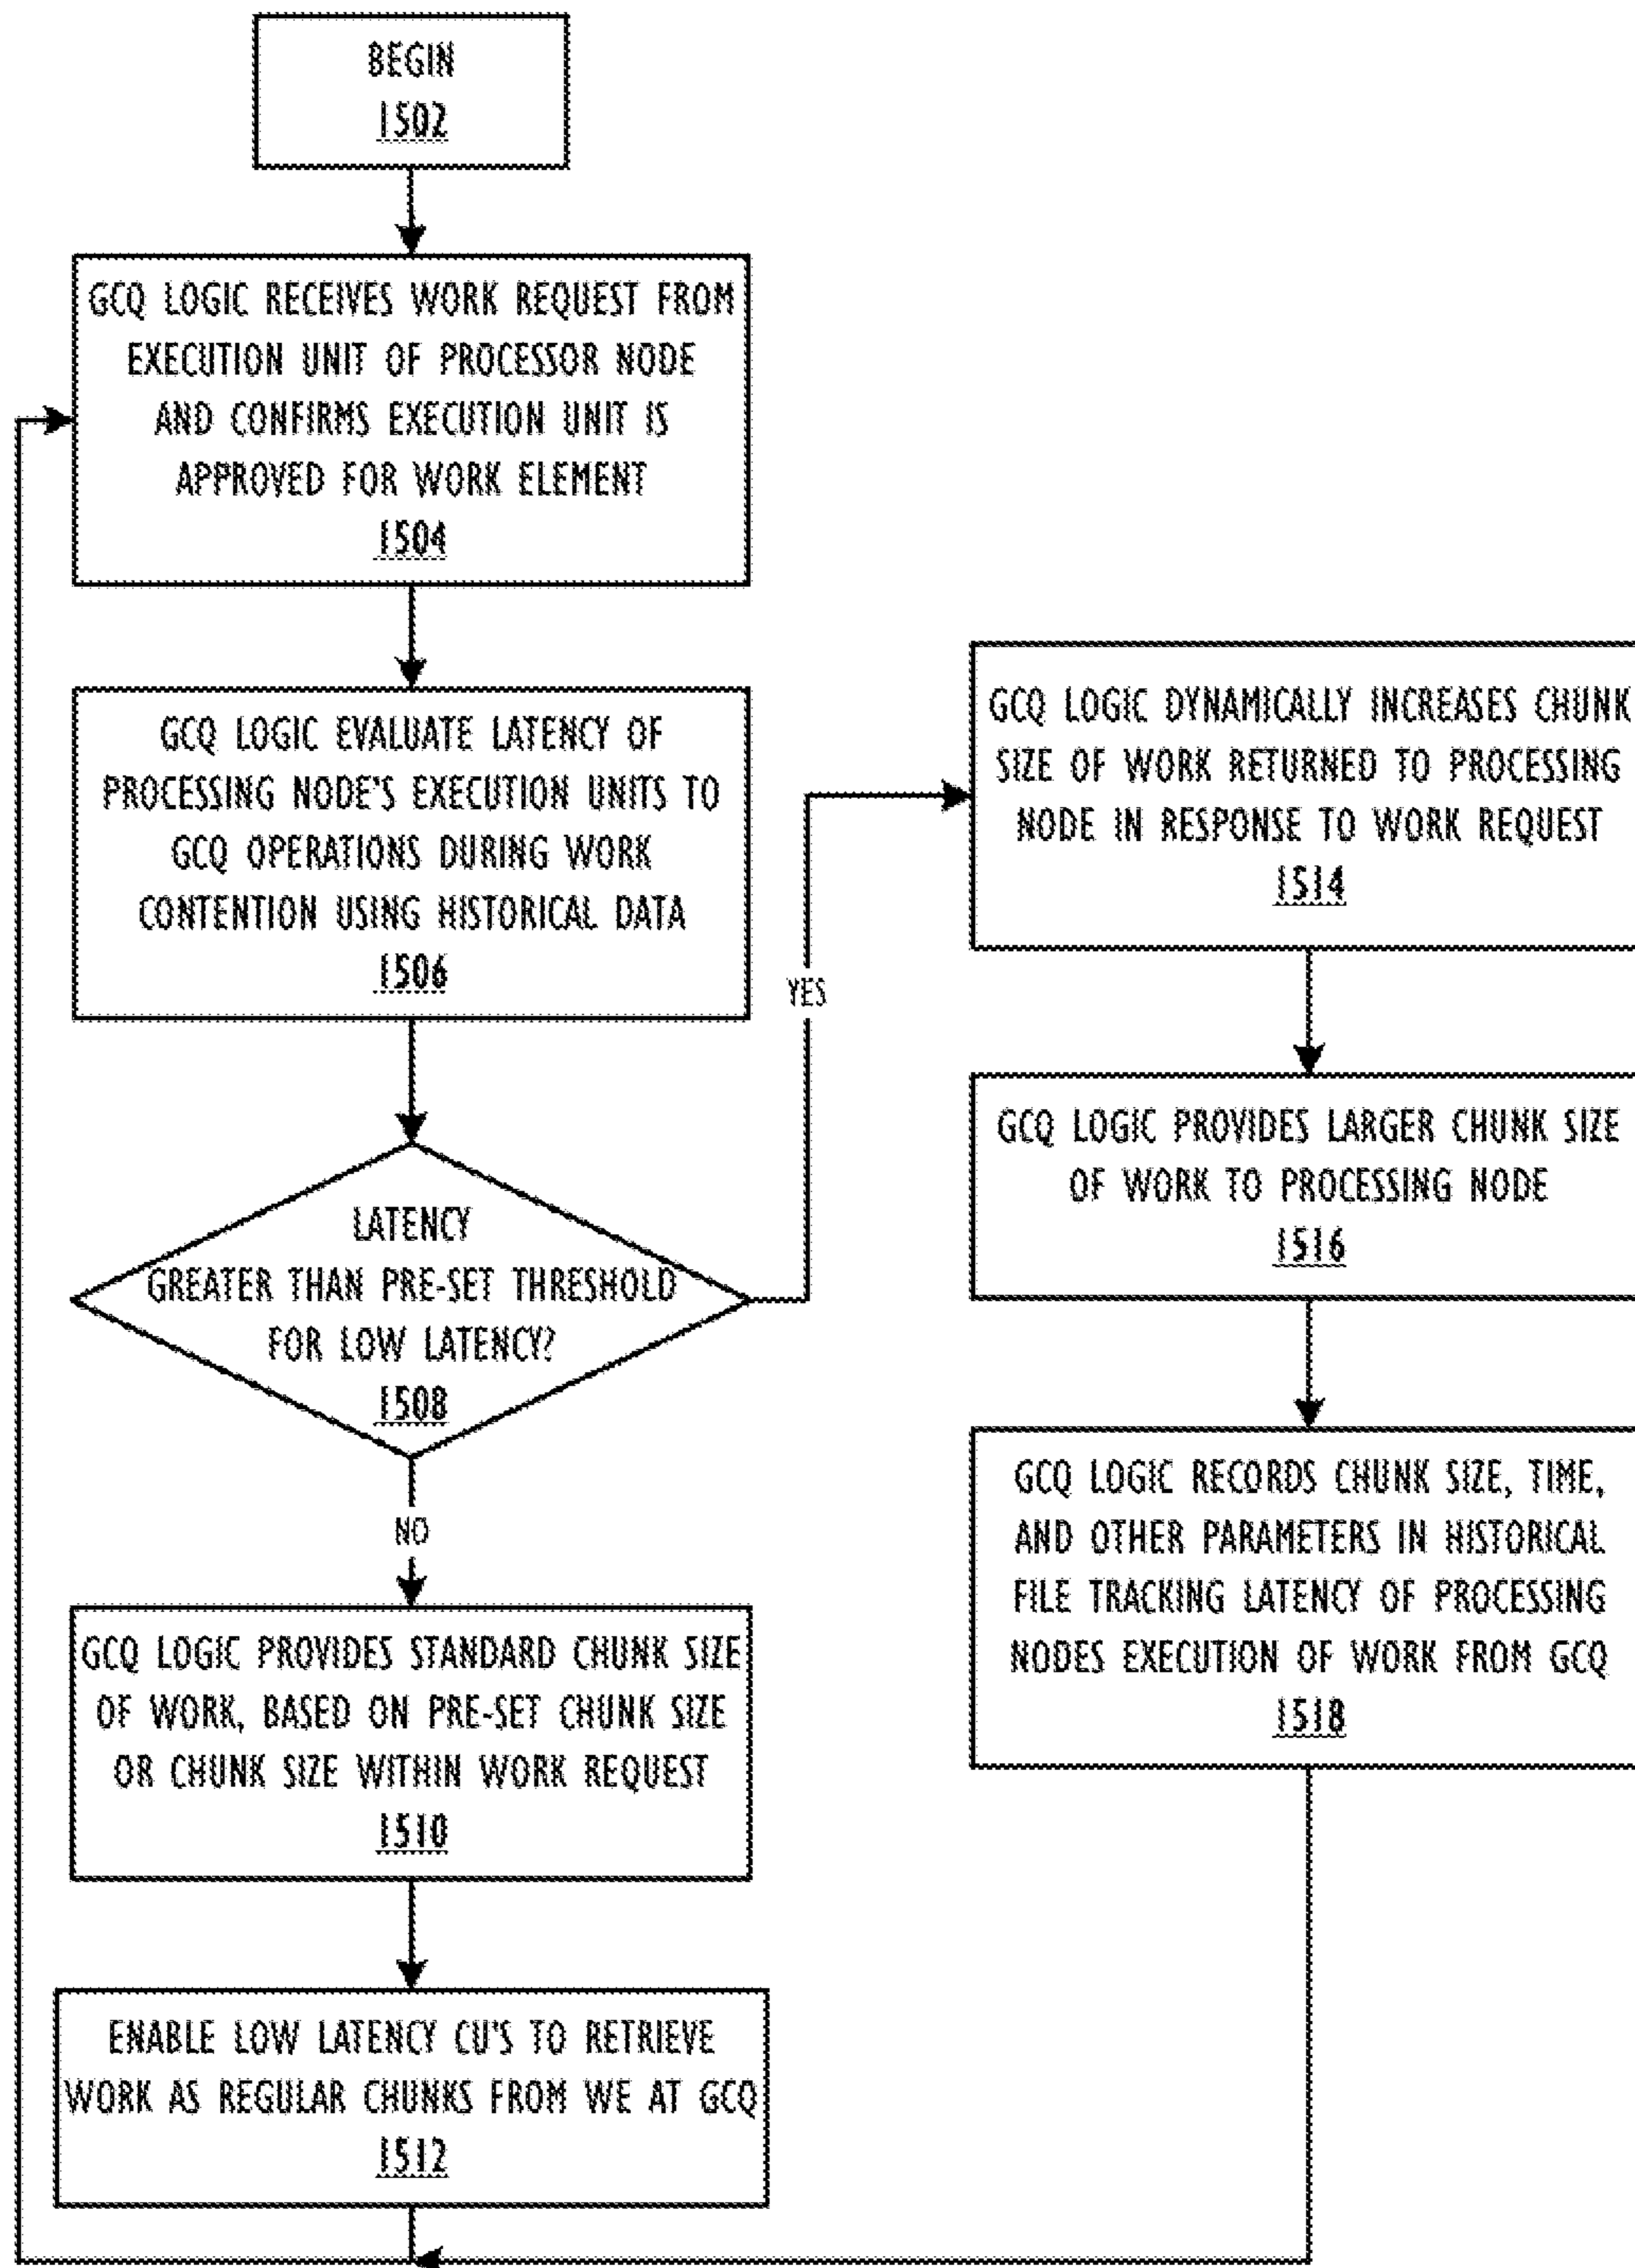 BEGIN
1502
GCQ LOGIC RECEIVES WORK REQUEST FROM
EXECUTION UNIT OF PROCESSOR NODE
AND CONFIRMS EXECUTION UNIT IS
APPROVED FOR WORK ELEMENT
1504
GCQ LOGIC EVALUATE LATENCY OF
PROCESSING NODE'S EXECUTION UNITS TO
GCQ OPERATIONS DURING WORK
CONTENTION USING HISTORICAL DATA
1506
LATENCY
GREATER THAN PRE-SET THRESHOLD
FOR LOW LATENCY?
1508
NO
GCQ LOGIC PROVIDES STANDARD CHUNK SIZE
OF WORK, BASED ON PRE-SET CHUNK SIZE
OR CHUNK SIZE WITHIN WORK REQUEST
1510
ENABLE LOW LATENCY CU'S TO RETRIEVE
WORK AS REGULAR CHUNKS FROM WE AT GCQ
1512
YES
GCQ LOGIC DYNAMICALLY INCREASES CHUNK
SIZE OF WORK RETURNED TO PROCESSING
NODE IN RESPONSE TO WORK REQUEST
1514
GCQ LOGIC PROVIDES LARGER CHUNK SIZE
OF WORK TO PROCESSING NODE
1516
GCQ LOGIC RECORDS CHUNK SIZE, TIME,
AND OTHER PARAMETERS IN HISTORICAL
FILE TRACKING LATENCY OF PROCESSING
NODES EXECUTION OF WORK FROM GCQ
1518